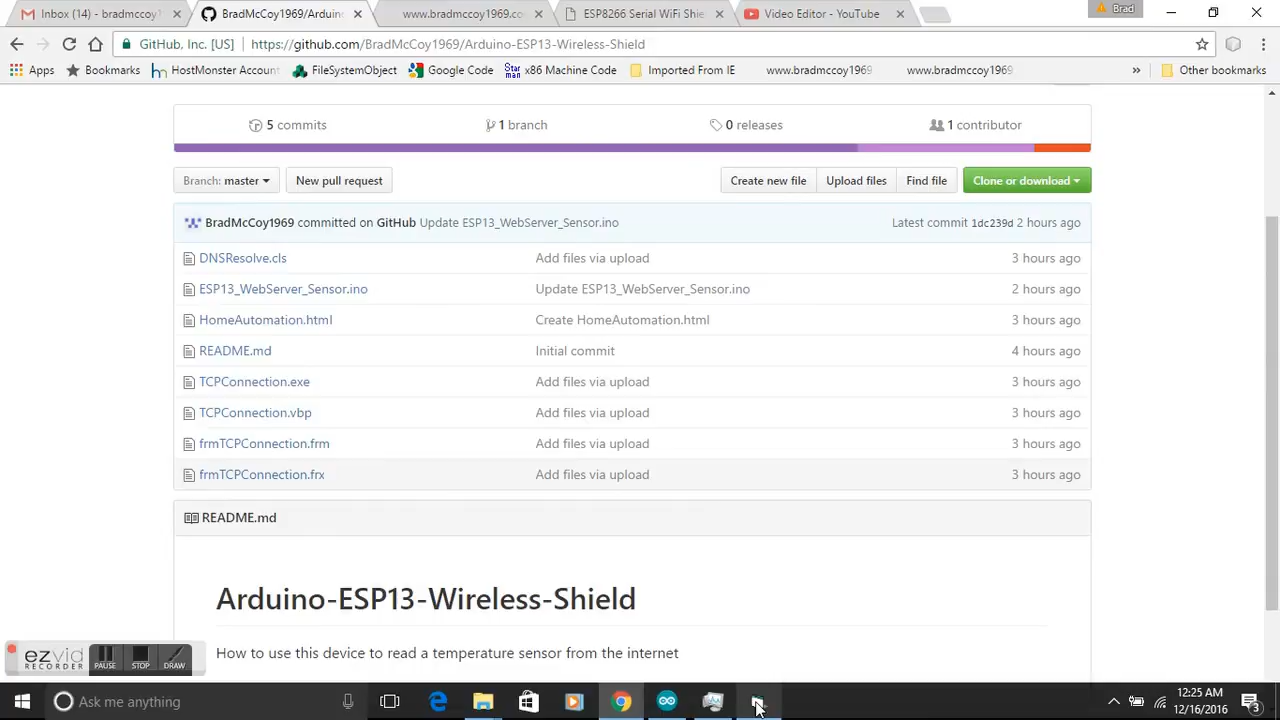 Inbox (14) - bradmccoy
BradMcCoy1969/Arduin
www.bradmccoy1969.co
ESP8266 Serial WiFi Shi
Video Editor - YouTube
Brad
GitHub, Inc. [US]
https://github.com/BradMcCoy1969/Arduino-ESP13-Wireless-Shield
Apps
Bookmarks
HostMonster Accoun
FileSystemObject
Google Code
Star man
x86 Machine Code
Imported From IE
www.bradmccoy1969
www.bradmccoy1969
»
Other bookmarks
5 commits
1 branch
0 releases
1 contributor
Branch: master
New pull request
Create new file
Upload files
Find file
Clone or download
BradMcCoy1969 committed on GitHub Update ESP13_WebServer_Sensor.ino
Latest commit 1dc239d 2 hours ago
DNSResolve.cls Add files via upload 3 hours ago
ESP13_WebServer_Sensor.ino Update ESP13_WebServer_Sensor.ino 2 hours ago
HomeAutomation.html Create HomeAutomation.html 3 hours ago
README.md Initial commit 4 hours ago
TCPConnection.exe Add files via upload 3 hours ago
TCPConnection.vbp Add files via upload 3 hours ago
frmTCPConnection.frm Add files via upload 3 hours ago
frmTCPConnection.frx Add files via upload 3 hours ago
README.md
Arduino-ESP13-Wireless-Shield
How to use this device to read a temperature sensor from the internet
ezvid
RECORDER
PAUSE
STOP
DRAW
Ask me anything
12:25 AM
12/16/2016
3